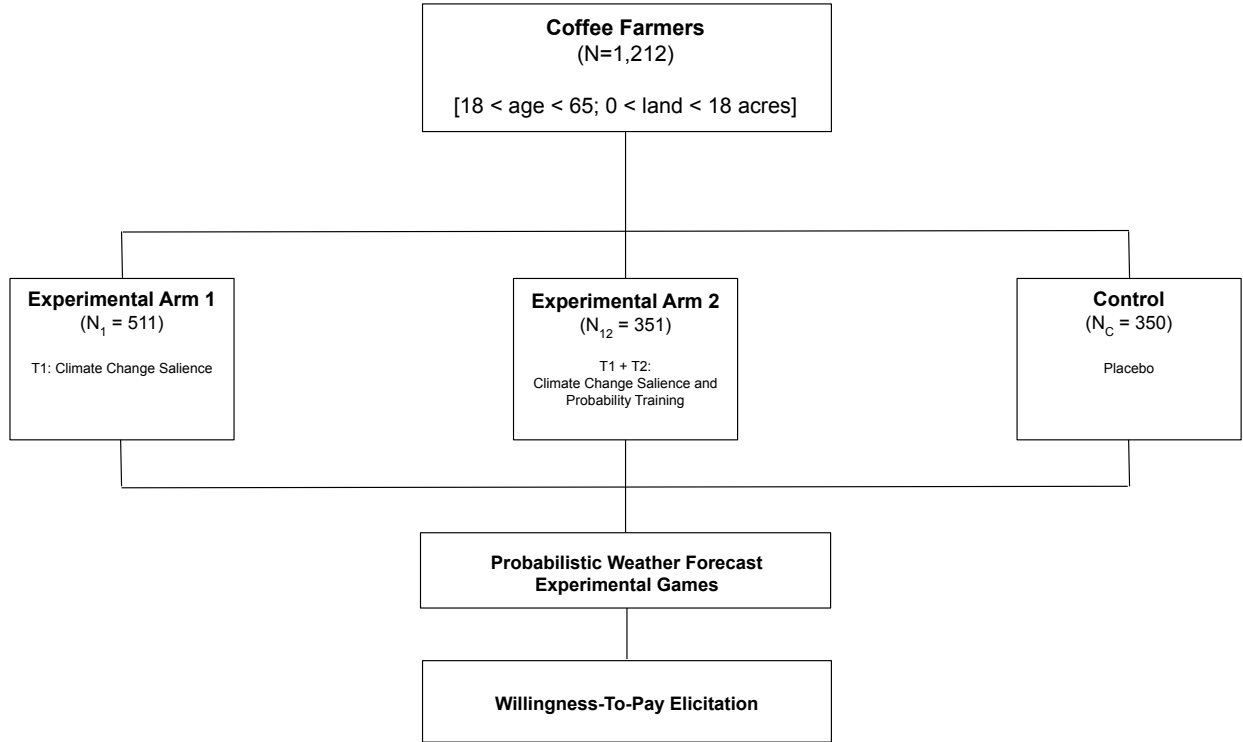 Coffee Farmers
(N=1,212)
[18 < age < 65; 0 < land < 18 acres]
Experimental Arm 1
(N1 = 511)
T1: Climate Change Salience
Experimental Arm 2
(N12 = 351)
T1 + T2:
Climate Change Salience and
Probability Training
Control
(NC = 350)
Placebo
Probabilistic Weather Forecast
Experimental Games
Willingness-To-Pay Elicitation